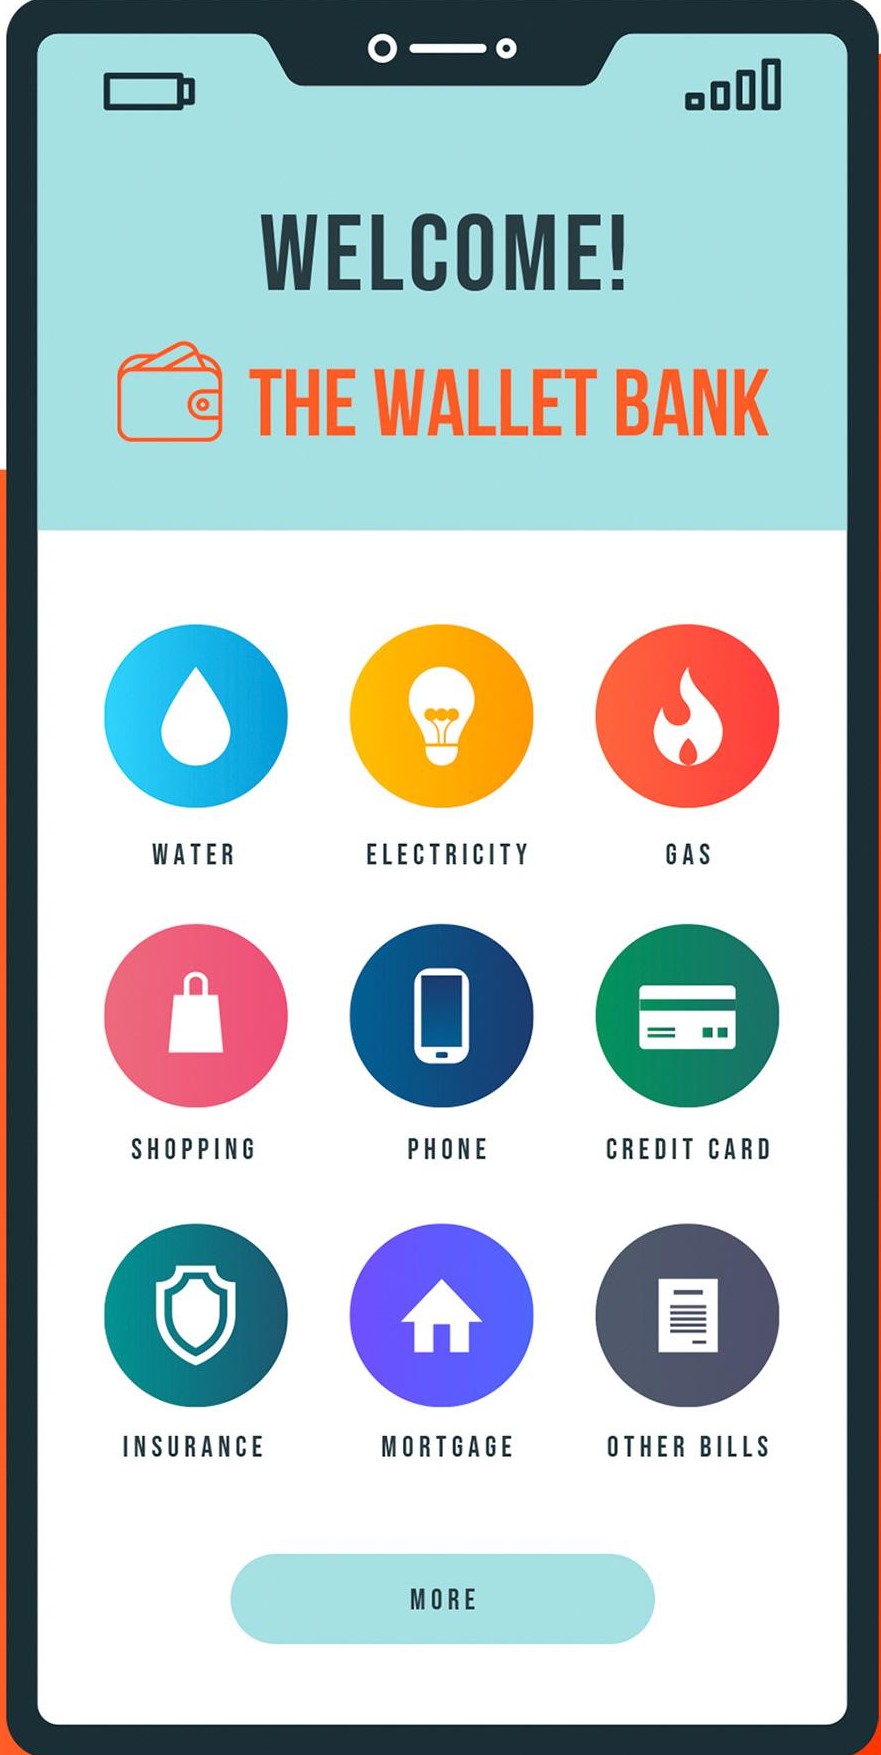 WELCOME!
THE WALLET BANK
WATER
ELECTRICITY
GAS
SHOPPING
PHONE
CREDIT CARD
INSURANCE
MORTGAGE
OTHER BILLS
MORE